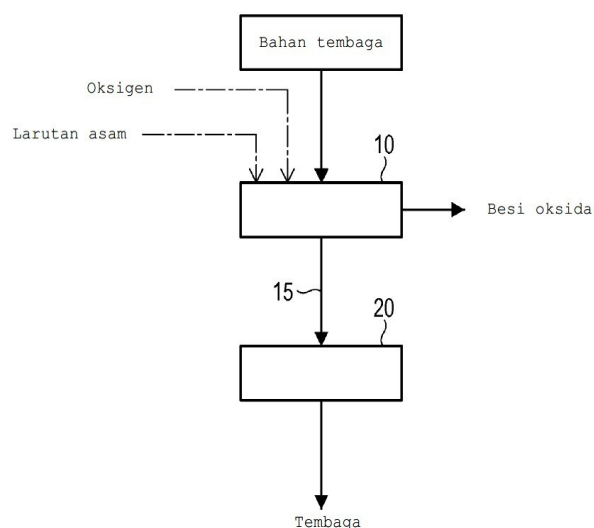 Bahan tembaga
Oksigen
Larutan asam
10
Besi oksida
15
20
Tembaga